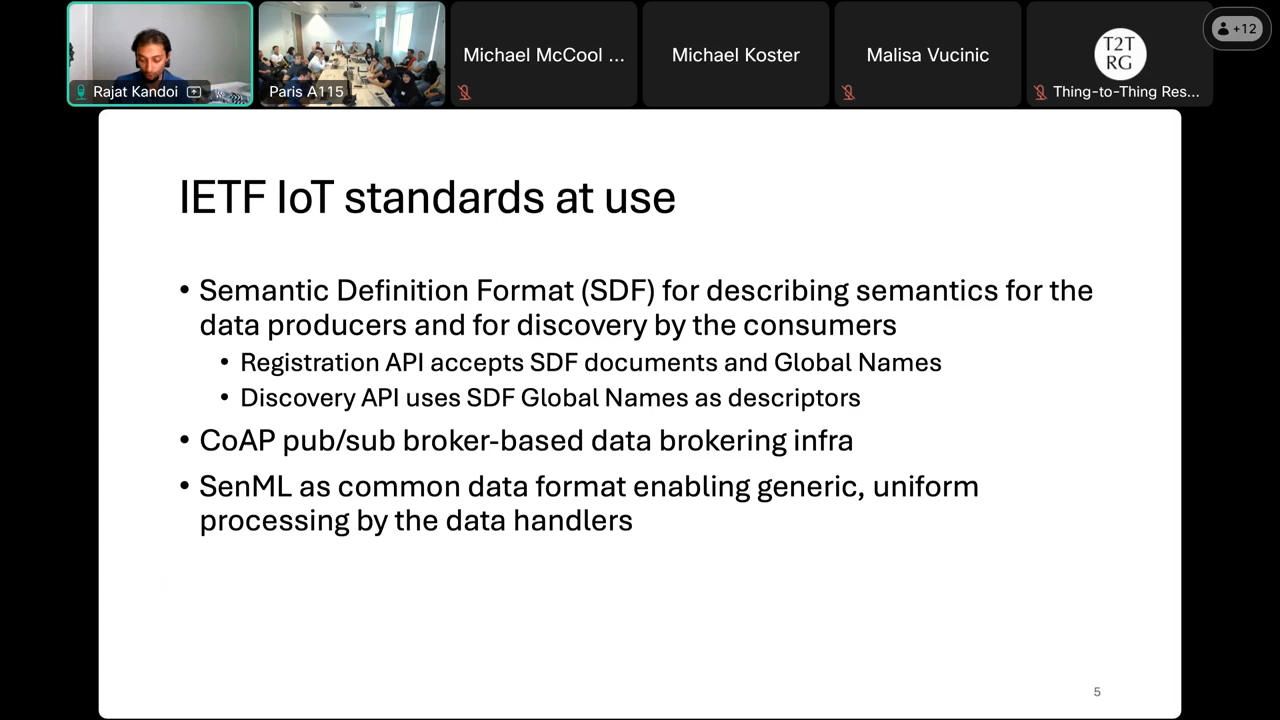 Rajat Kandoi
Paris A115
Michael McCool ...
Michael Koster
Malisa Vucinic
T2T
RG
Thing-to-Thing Res...
+12
IETF IoT standards at use
• Semantic Definition Format (SDF) for describing semantics for the
data producers and for discovery by the consumers
• Registration API accepts SDF documents and Global Names
• Discovery API uses SDF Global Names as descriptors
• CoAP pub/sub broker-based data brokering infra
• SenML as common data format enabling generic, uniform
processing by the data handlers
5